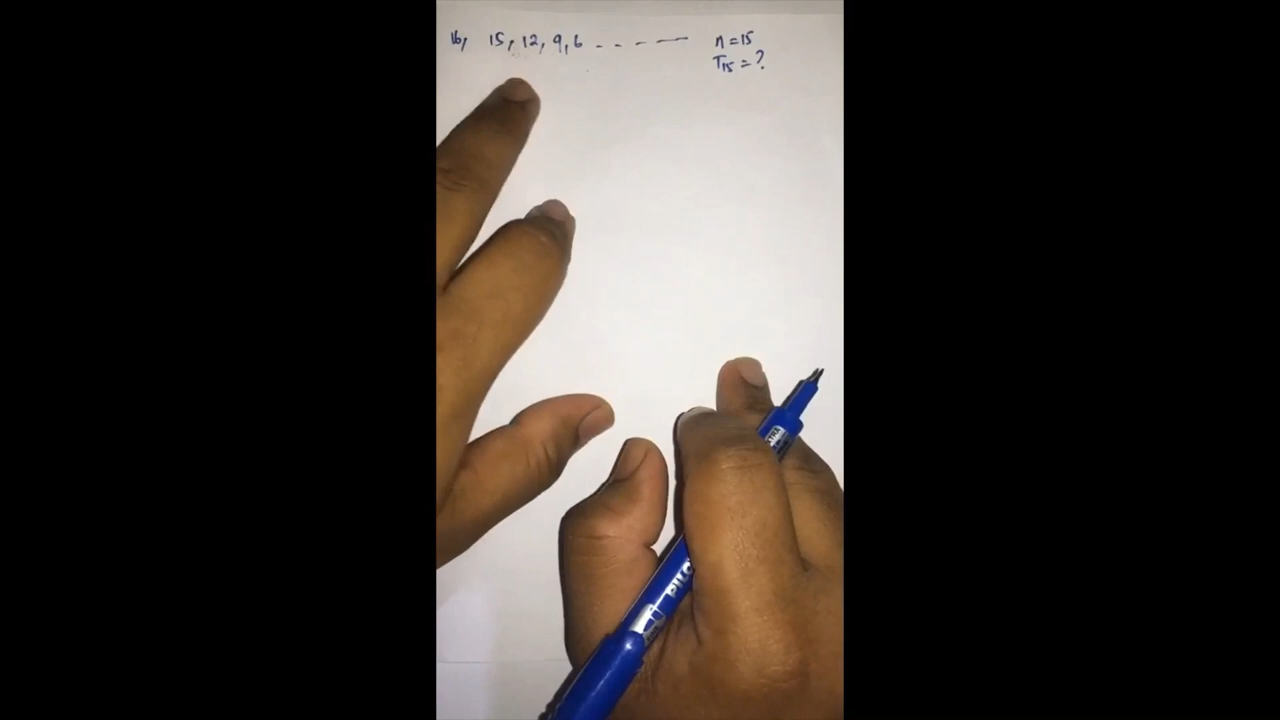 16, 15, 12, 9, 6 - - - — n = 15
T15 = ?